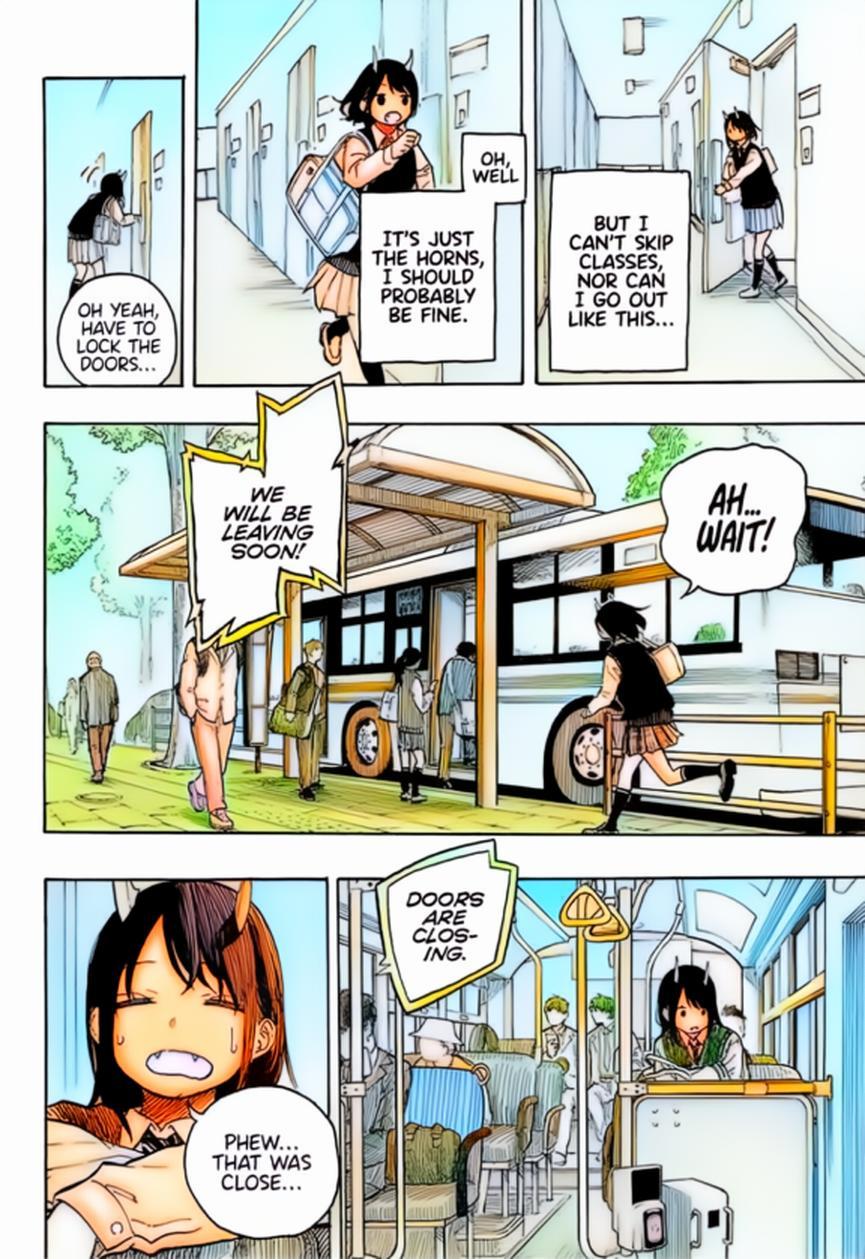 BUT I
CAN'T SKIP
CLASSES,
NOR CAN
I GO OUT
LIKE THIS...
OH,
WELL
IT'S JUST
THE HORNS,
I SHOULD
PROBABLY
BE FINE.
OH YEAH,
HAVE TO
LOCK THE
DOORS...
AH...
WAIT!
WE
WILL BE
LEAVING
SOON!
DOORS
ARE
CLOS-
ING.
PHEW...
THAT WAS
CLOSE...